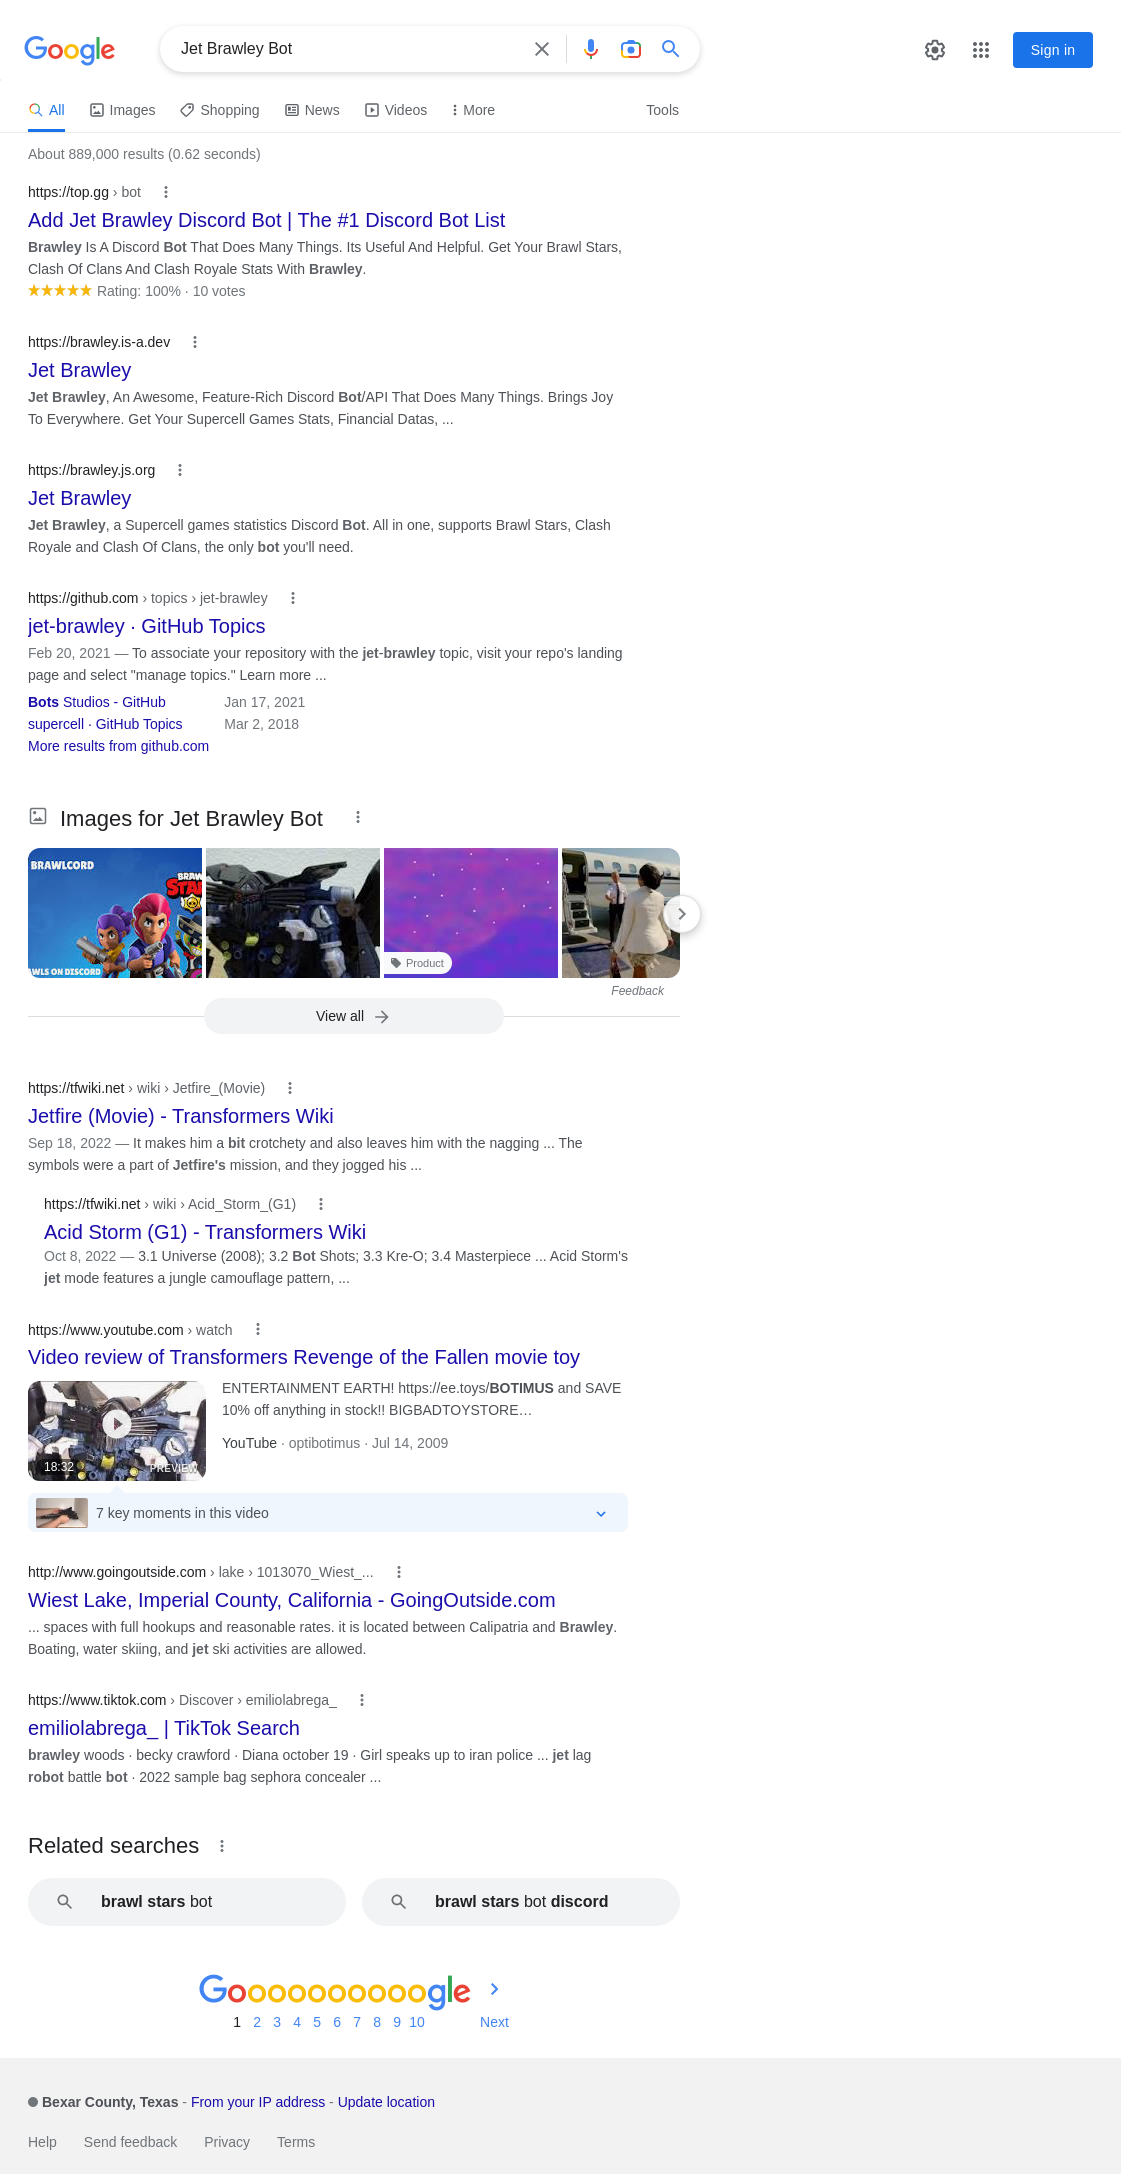 Google
Jet Brawley Bot
Sign in
All Images Shopping News Videos More Tools
About 889,000 results (0.62 seconds)
https://top.gg › bot
Add Jet Brawley Discord Bot | The #1 Discord Bot List
Brawley Is A Discord Bot That Does Many Things. Its Useful And Helpful. Get Your Brawl Stars,
Clash Of Clans And Clash Royale Stats With Brawley.
Rating: 100% · 10 votes
https://brawley.is-a.dev
Jet Brawley
Jet Brawley, An Awesome, Feature-Rich Discord Bot/API That Does Many Things. Brings Joy
To Everywhere. Get Your Supercell Games Stats, Financial Datas, ...
https://brawley.js.org
Jet Brawley
Jet Brawley, a Supercell games statistics Discord Bot. All in one, supports Brawl Stars, Clash
Royale and Clash Of Clans, the only bot you'll need.
https://github.com › topics › jet-brawley
jet-brawley · GitHub Topics
Feb 20, 2021 — To associate your repository with the jet-brawley topic, visit your repo's landing
page and select "manage topics." Learn more ...
Bots Studios - GitHub Jan 17, 2021
supercell · GitHub Topics Mar 2, 2018
More results from github.com
Images for Jet Brawley Bot
BRAWLCORD
BRAW
STA
AWLS ON DISCORD
Product
Feedback
View all
https://tfwiki.net › wiki › Jetfire_(Movie)
Jetfire (Movie) - Transformers Wiki
Sep 18, 2022 — It makes him a bit crotchety and also leaves him with the nagging ... The
symbols were a part of Jetfire's mission, and they jogged his ...
https://tfwiki.net › wiki › Acid_Storm_(G1)
Acid Storm (G1) - Transformers Wiki
Oct 8, 2022 — 3.1 Universe (2008); 3.2 Bot Shots; 3.3 Kre-O; 3.4 Masterpiece ... Acid Storm's
jet mode features a jungle camouflage pattern, ...
https://www.youtube.com › watch
Video review of Transformers Revenge of the Fallen movie toy
ENTERTAINMENT EARTH! https://ee.toys/BOTIMUS and SAVE
10% off anything in stock!! BIGBADTOYSTORE…
YouTube · optibotimus · Jul 14, 2009
18:32
PREVIEW
7 key moments in this video
http://www.goingoutside.com › lake › 1013070_Wiest_...
Wiest Lake, Imperial County, California - GoingOutside.com
... spaces with full hookups and reasonable rates. it is located between Calipatria and Brawley.
Boating, water skiing, and jet ski activities are allowed.
https://www.tiktok.com › Discover › emiliolabrega_
emiliolabrega_ | TikTok Search
brawley woods · becky crawford · Diana october 19 · Girl speaks up to iran police ... jet lag
robot battle bot · 2022 sample bag sephora concealer ...
Related searches
brawl stars bot
brawl stars bot discord
Goooooooooogle
1 2 3 4 5 6 7 8 9 10 Next
Bexar County, Texas - From your IP address - Update location
Help Send feedback Privacy Terms